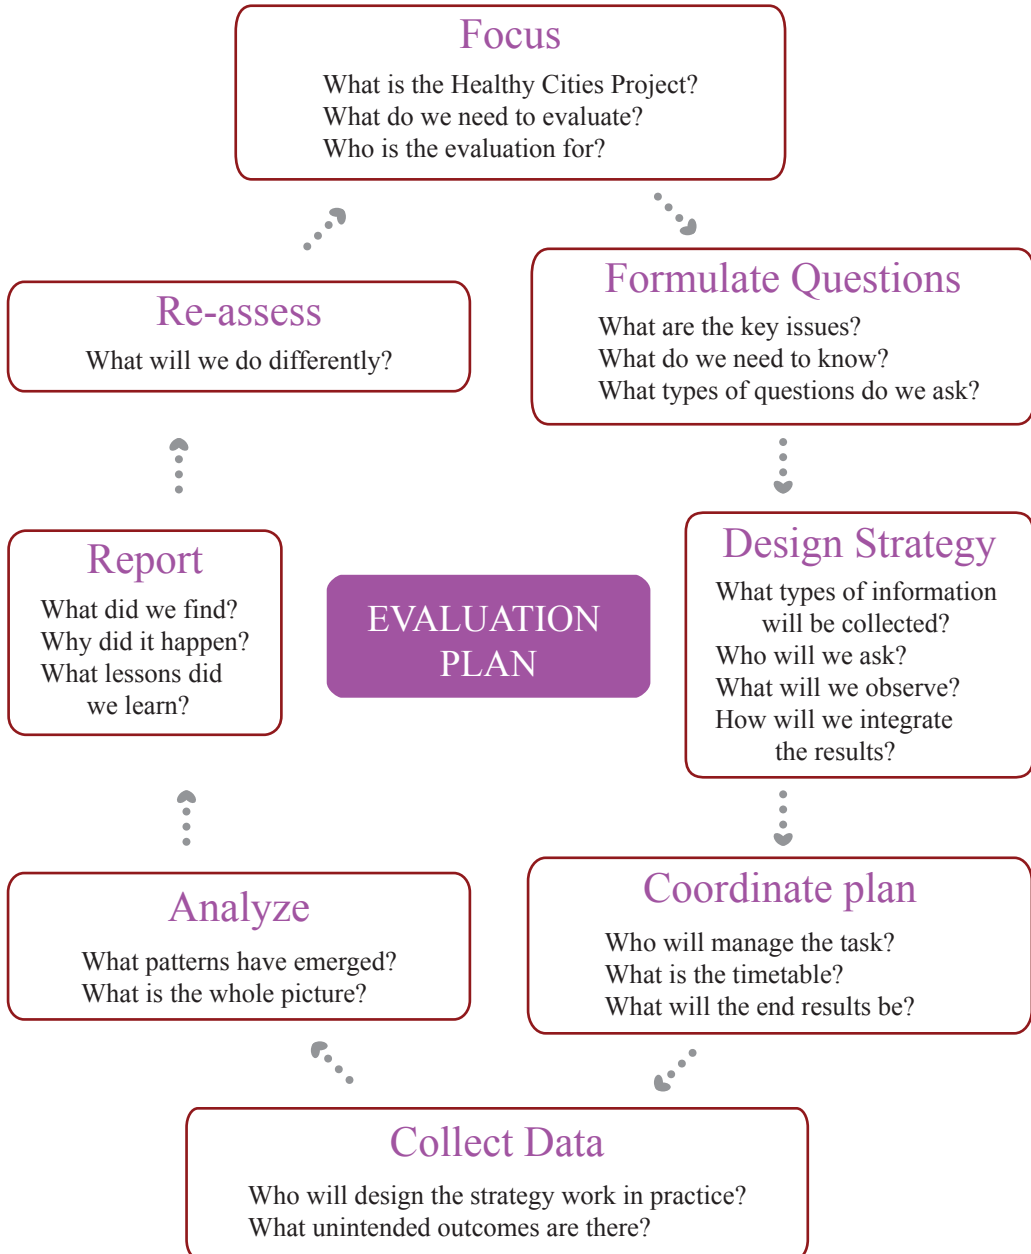 Focus
What is the Healthy Cities Project?
What do we need to evaluate?
Who is the evaluation for?
Formulate Questions
What are the key issues?
What do we need to know?
What types of questions do we ask?
Design Strategy
What types of information
will be collected?
Who will we ask?
What will we observe?
How will we integrate
the results?
Coordinate plan
Who will manage the task?
What is the timetable?
What will the end results be?
Collect Data
Who will design the strategy work in practice?
What unintended outcomes are there?
Analyze
What patterns have emerged?
What is the whole picture?
Report
What did we find?
Why did it happen?
What lessons did
we learn?
Re-assess
What will we do differently?
EVALUATION
PLAN